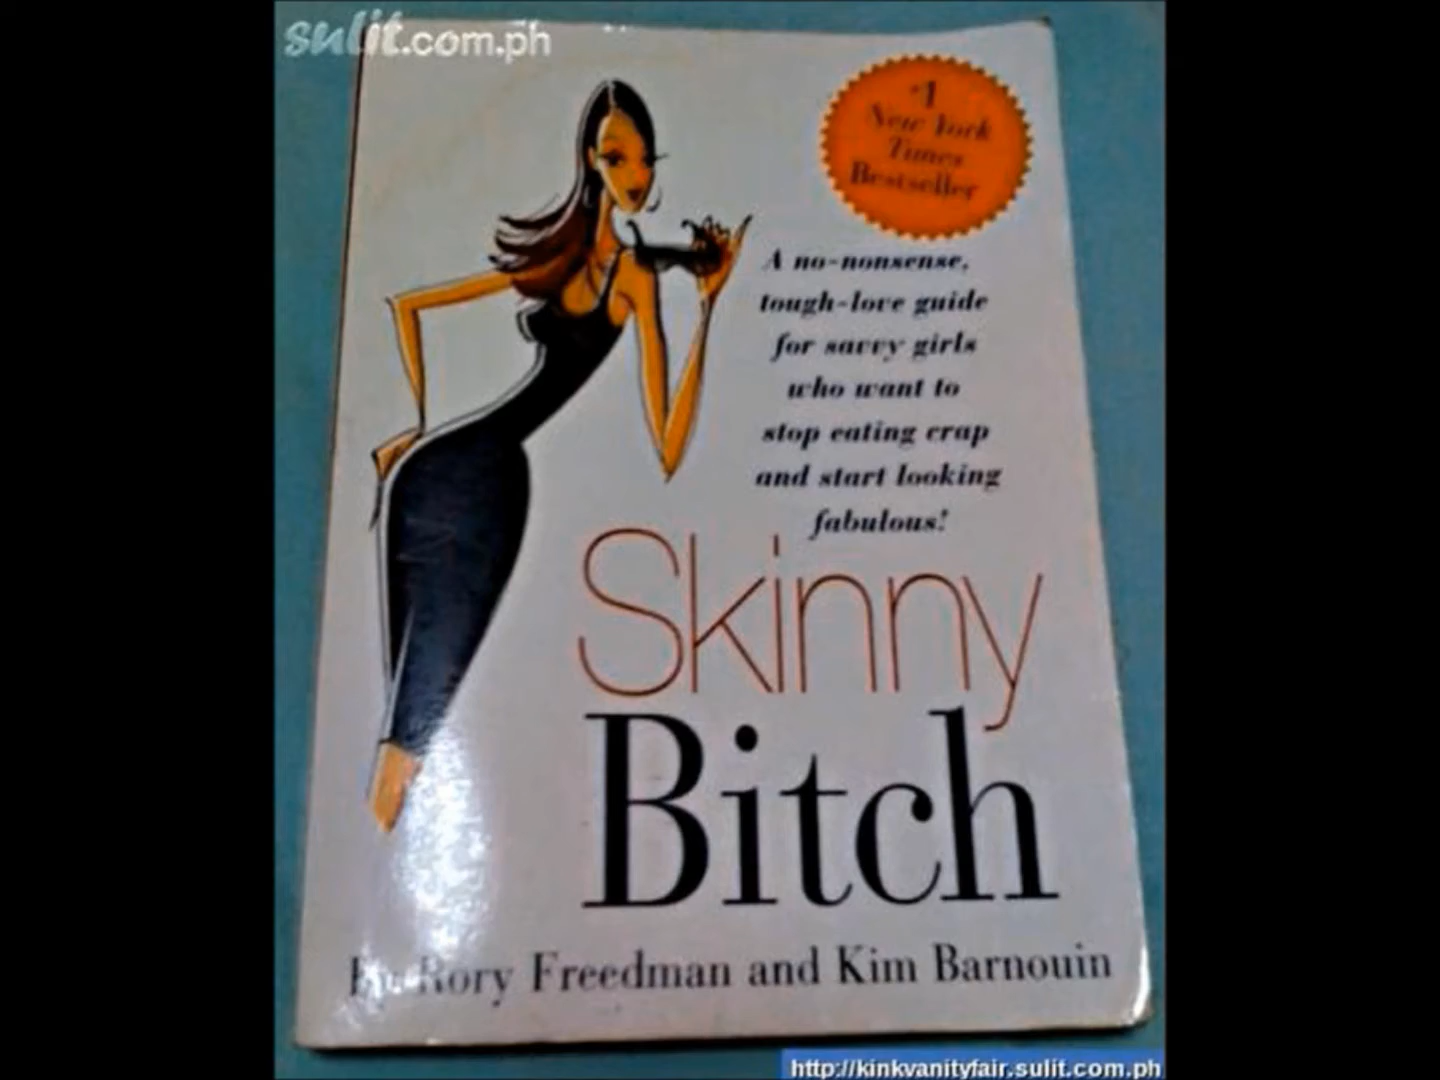 sulit.com.ph
#1
New York
Times
Bestseller
A no-nonsense,
tough-love guide
for savvy girls
who want to
stop eating crap
and start looking
fabulous!
Skinny
Bitch
By Rory Freedman and Kim Barnouin
http://kinkvanityfair.sulit.com.ph